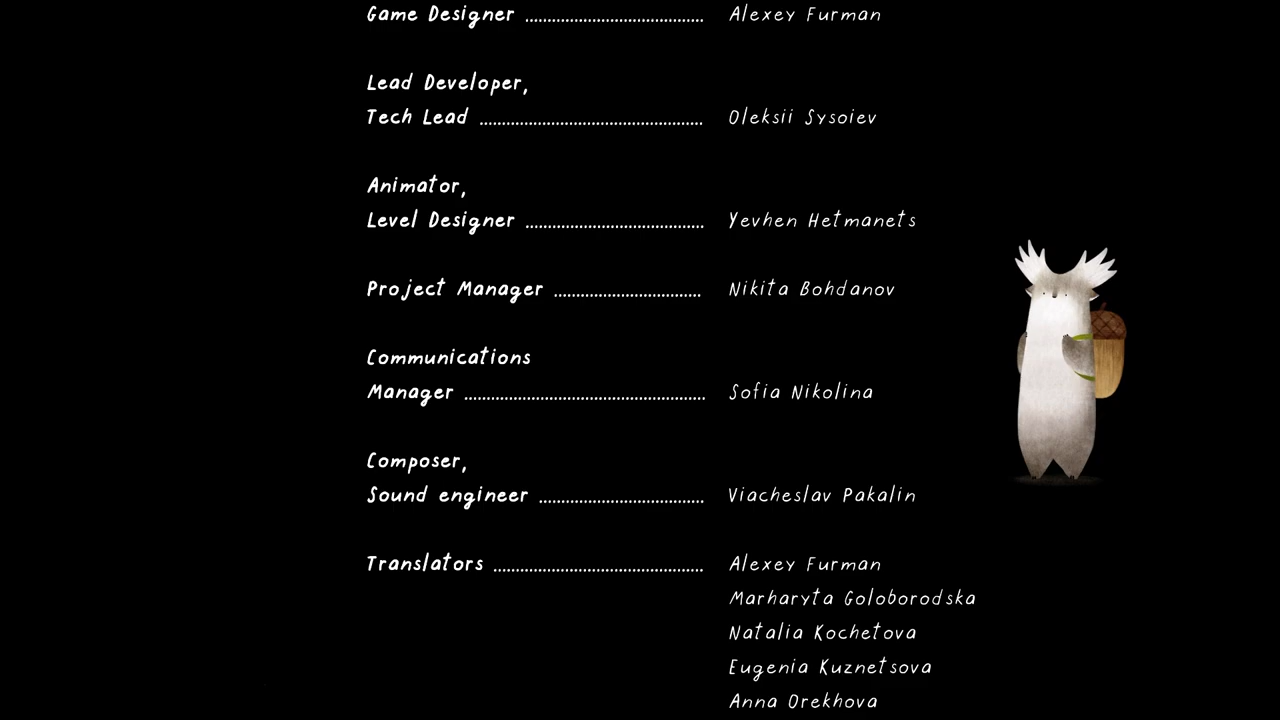 Game Designer ........................................ Alexey Furman
Lead Developer,
Tech Lead .................................................. Oleksii Sysoiev
Animator,
Level Designer ........................................ Yevhen Hetmanets
Project Manager ................................. Nikita Bohdanov
Communications
Manager ...................................................... Sofia Nikolina
Composer,
Sound engineer ..................................... Viacheslav Pakalin
Translators ............................................... Alexey Furman
Marharyta Goloborodska
Natalia Kochetova
Eugenia Kuznetsova
Anna Orekhova